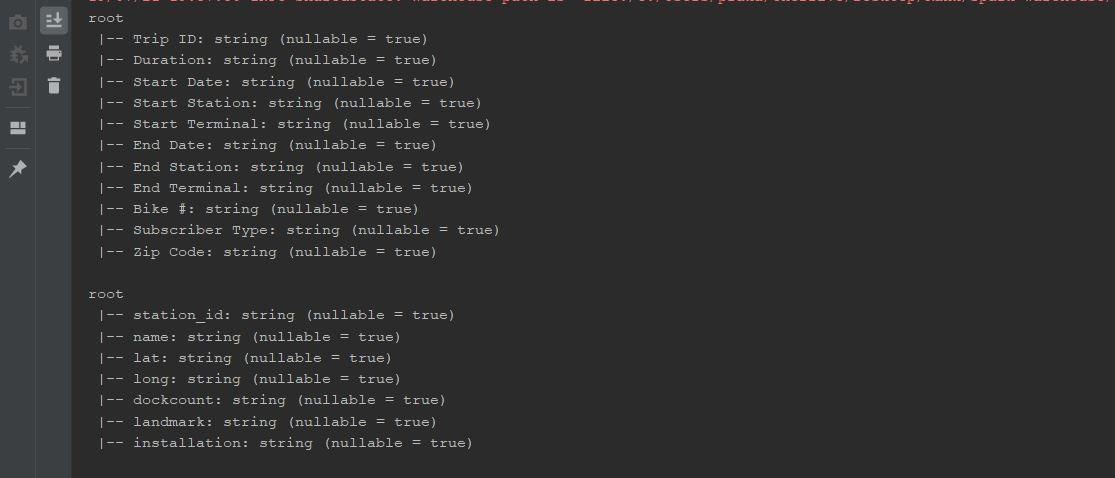 root
 |-- Trip ID: string (nullable = true)
 |-- Duration: string (nullable = true)
 |-- Start Date: string (nullable = true)
 |-- Start Station: string (nullable = true)
 |-- Start Terminal: string (nullable = true)
 |-- End Date: string (nullable = true)
 |-- End Station: string (nullable = true)
 |-- End Terminal: string (nullable = true)
 |-- Bike #: string (nullable = true)
 |-- Subscriber Type: string (nullable = true)
 |-- Zip Code: string (nullable = true)
root
 |-- station_id: string (nullable = true)
 |-- name: string (nullable = true)
 |-- lat: string (nullable = true)
 |-- long: string (nullable = true)
 |-- dockcount: string (nullable = true)
 |-- landmark: string (nullable = true)
 |-- installation: string (nullable = true)